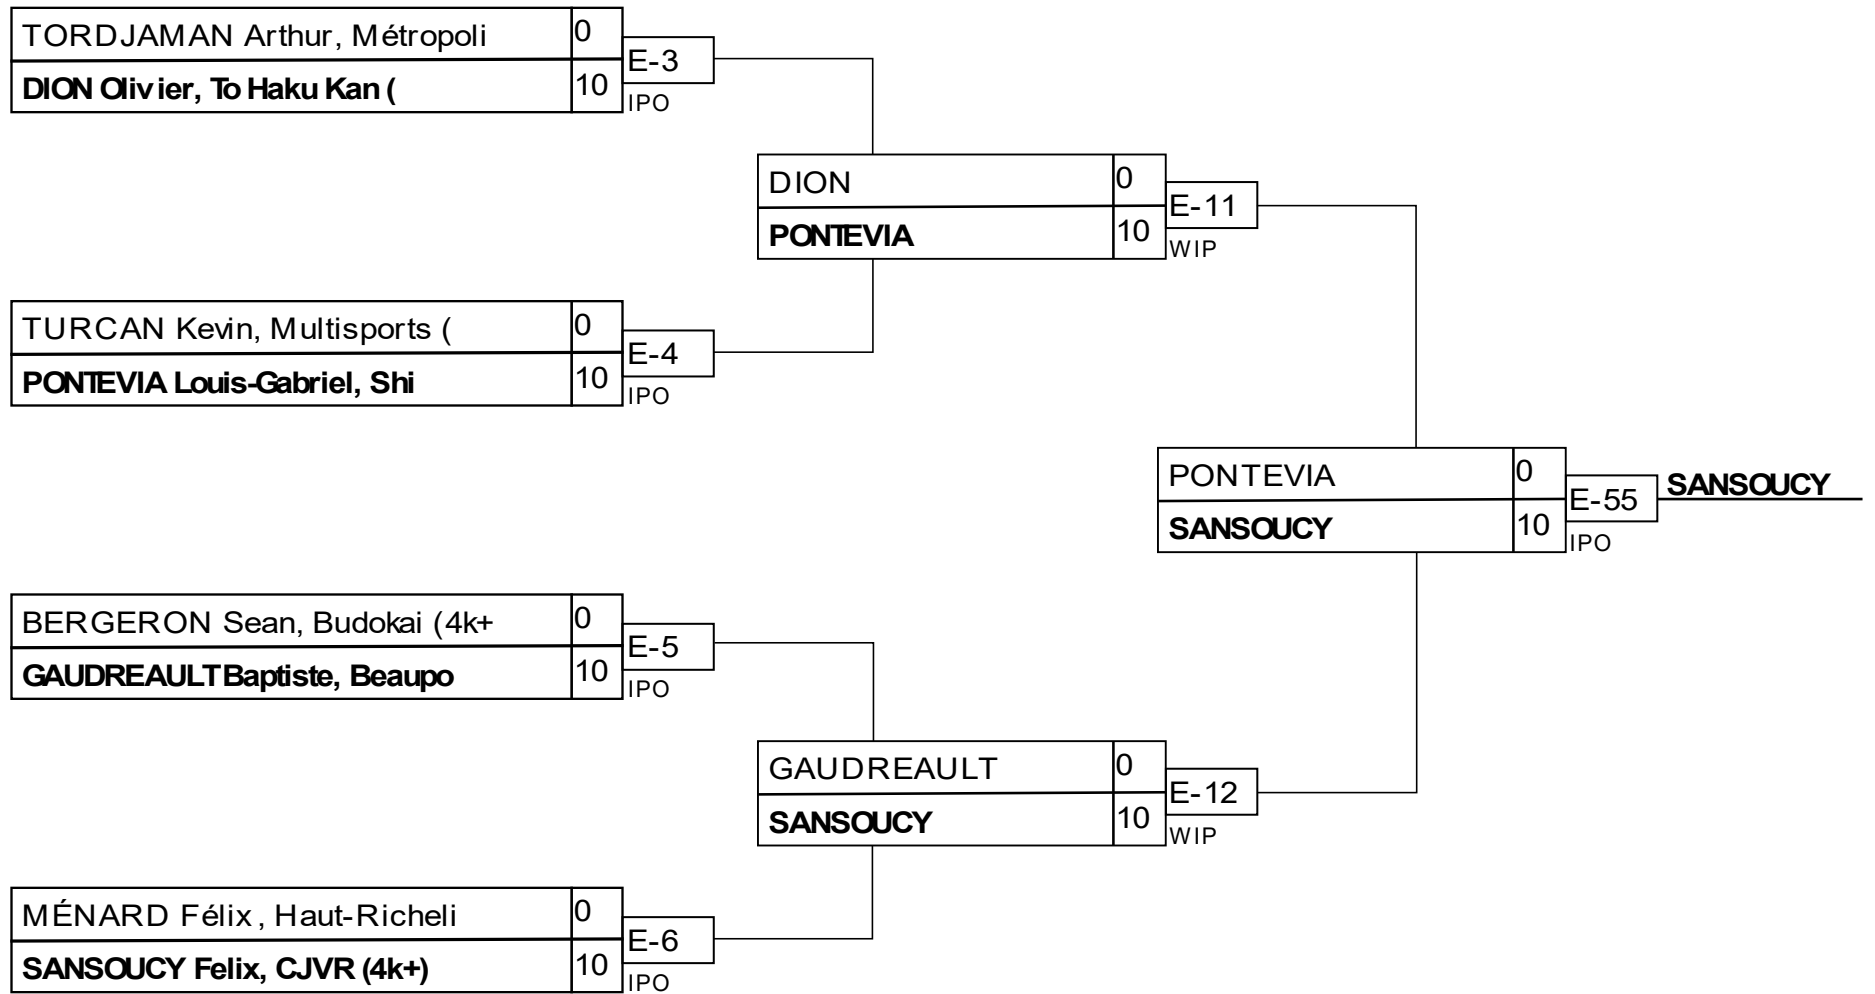 TORDJAMAN Arthur, Métropoli 0
E-3
DION Olivier, To Haku Kan ( 10
IPO
DION 0
E-11
PONTEVIA 10
WIP
TURCAN Kevin, Multisports ( 0
E-4
PONTEVIA Louis-Gabriel, Shi 10
IPO
PONTEVIA 0
E-55 SANSOUCY
SANSOUCY 10
IPO
BERGERON Sean, Budokai (4k+ 0
E-5
GAUDREAULT Baptiste, Beaupo 10
IPO
GAUDREAULT 0
E-12
SANSOUCY 10
WIP
MÉNARD Félix, Haut-Richeli 0
E-6
SANSOUCY Felix, CJVR (4k+) 10
IPO